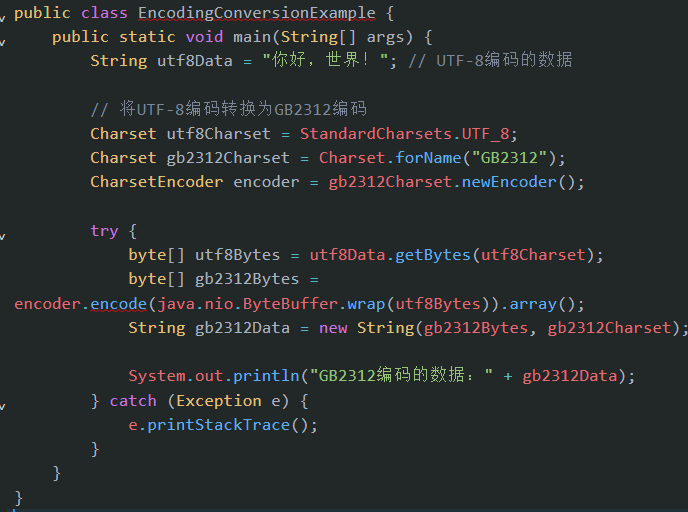 public class EncodingConversionExample {
    public static void main(String[] args) {
        String utf8Data = "你好，世界！"; // UTF-8编码的数据

        // 将UTF-8编码转换为GB2312编码
        Charset utf8Charset = StandardCharsets.UTF_8;
        Charset gb2312Charset = Charset.forName("GB2312");
        CharsetEncoder encoder = gb2312Charset.newEncoder();

        try {
            byte[] utf8Bytes = utf8Data.getBytes(utf8Charset);
            byte[] gb2312Bytes =
encoder.encode(java.nio.ByteBuffer.wrap(utf8Bytes)).array();
            String gb2312Data = new String(gb2312Bytes, gb2312Charset);

            System.out.println("GB2312编码的数据：" + gb2312Data);
        } catch (Exception e) {
            e.printStackTrace();
        }
    }
}